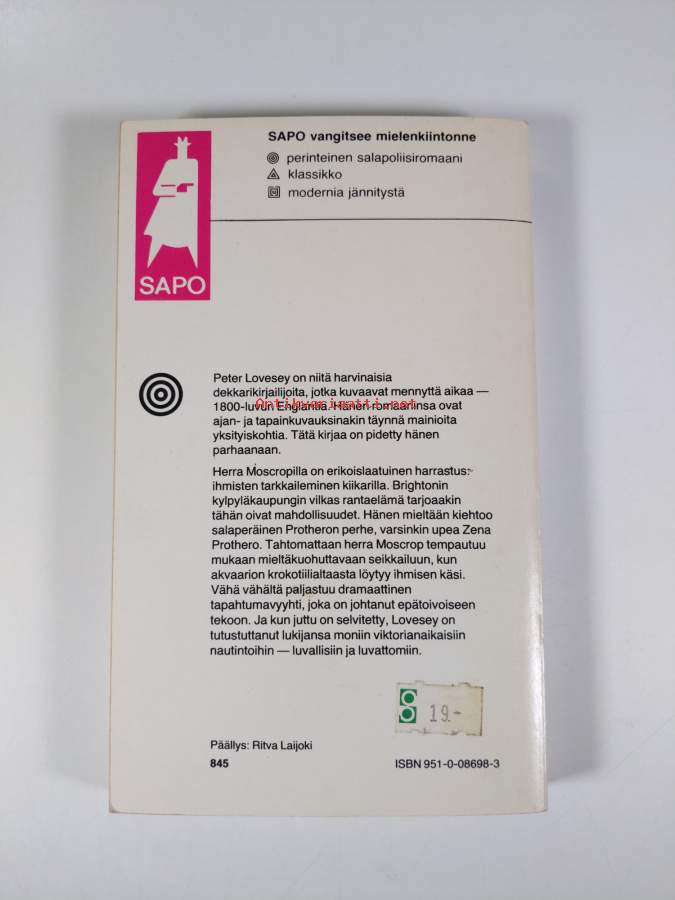 SAPO vangitsee mielenkiintonne
perinteinen salapoliisiromaani
klassikko
modernia jännitystä
SAPO
Peter Lovesey on niitä harvinaisia
dekkarikirjailijoita, jotka kuvaavat mennyttä aikaa —
Antikvariaatti.net
1800-luvun Englantia. Hänen romaaninsa ovat
ajan- ja tapainkuvauksinakin täynnä mainioita
yksityiskohtia. Tätä kirjaa on pidetty hänen
parhaanaan.
Herra Moscropilla on erikoislaatuinen harrastus:
ihmisten tarkkaileminen kiikarilla. Brightonin
kylpyläkaupungin vilkas rantaelämä tarjoaakin
tähän oivat mahdollisuudet. Hänen mieltään kiehtoo
salaperäinen Protheron perhe, varsinkin upea Zena
Prothero. Tahtomattaan herra Moscrop tempautuu
mukaan mieltäkuohuttavaan seikkailuun, kun
akvaarion krokotiilialtaasta löytyy ihmisen käsi.
Vähä vähältä paljastuu dramaattinen
tapahtumavyyhti, joka on johtanut epätoivoiseen
tekoon. Ja kun juttu on selvitetty, Lovesey on
tutustuttanut lukijansa moniin viktorianaikaisiin
nautintoihin — luvallisiin ja luvattomiin.
19.-
Päällys: Ritva Laijoki
845
ISBN 951-0-08698-3